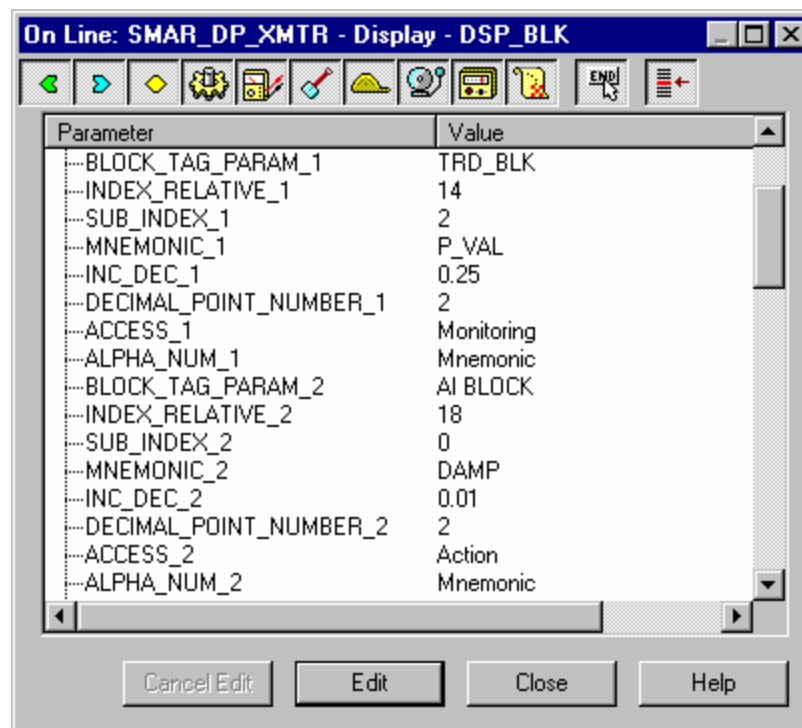 On Line: SMAR_DP_XMTR - Display - DSP_BLK
END
Parameter Value
BLOCK_TAG_PARAM_1 TRD_BLK
INDEX_RELATIVE_1 14
SUB_INDEX_1 2
MNEMONIC_1 P_VAL
INC_DEC_1 0.25
DECIMAL_POINT_NUMBER_1 2
ACCESS_1 Monitoring
ALPHA_NUM_1 Mnemonic
BLOCK_TAG_PARAM_2 AI BLOCK
INDEX_RELATIVE_2 18
SUB_INDEX_2 0
MNEMONIC_2 DAMP
INC_DEC_2 0.01
DECIMAL_POINT_NUMBER_2 2
ACCESS_2 Action
ALPHA_NUM_2 Mnemonic
Cancel Edit Edit Close Help